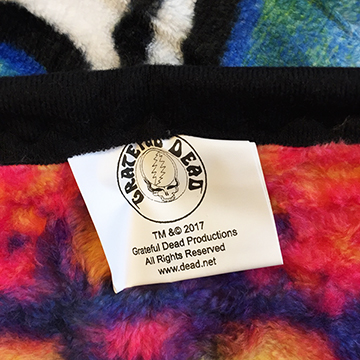 GRATEFUL DEAD
TM &© 2017
Grateful Dead Productions
All Rights Reserved
www.dead.net